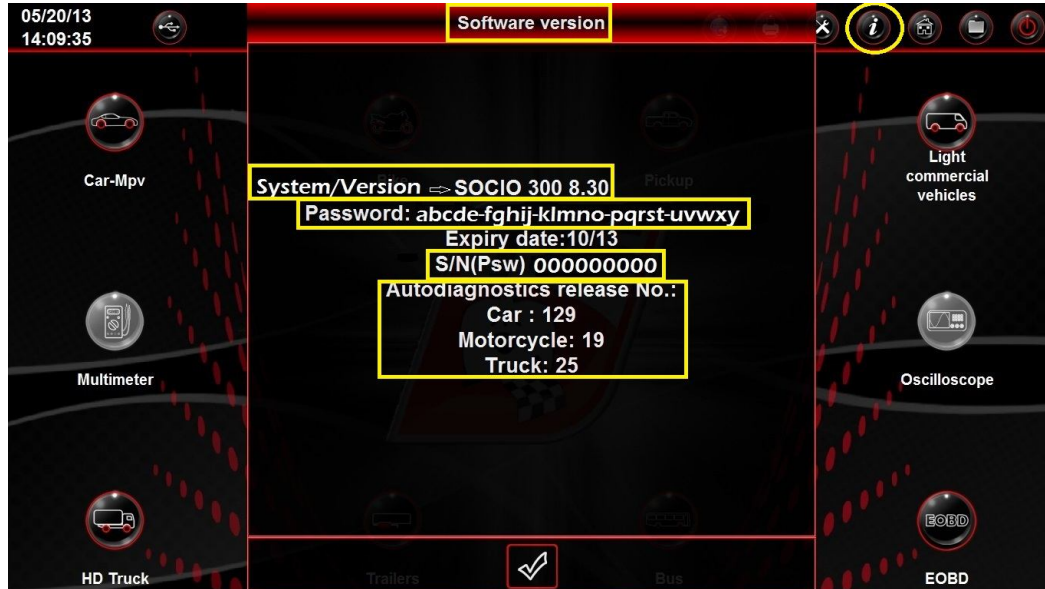 05/20/13
14:09:35
Software version
i
Car-Mpv
Bike
Pickup
Light
commercial
vehicles
System/Version ⇨ SOCIO 300 8.30
Password: abcde-fghij-klmno-pqrst-uvwxy
Expiry date:10/13
S/N(Psw) 000000000
Autodiagnostics release No.:
Car : 129
Motorcycle: 19
Truck: 25
Multimeter
Oscilloscope
EOBD
HD Truck
Trailers
Bus
EOBD